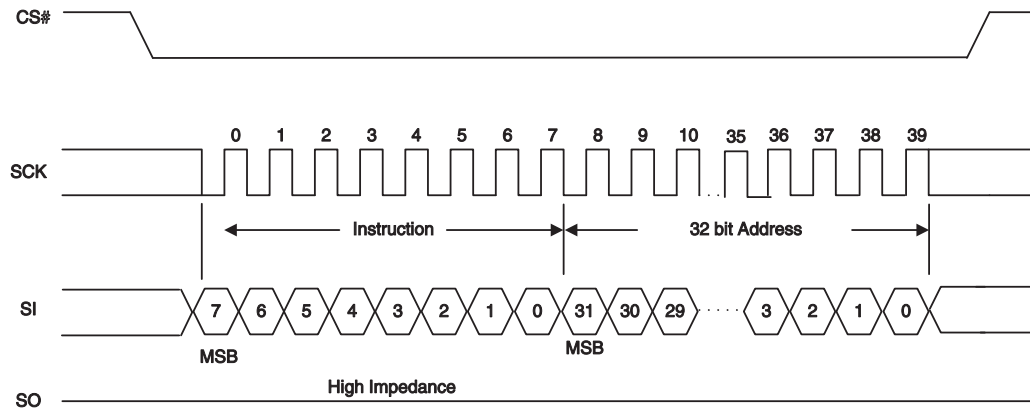 CS#
0 1 2 3 4 5 6 7 8 9 10 35 36 37 38 39
SCK
Instruction 32 bit Address
SI 7 6 5 4 3 2 1 0 31 30 29 3 2 1 0
MSB MSB
High Impedance
SO